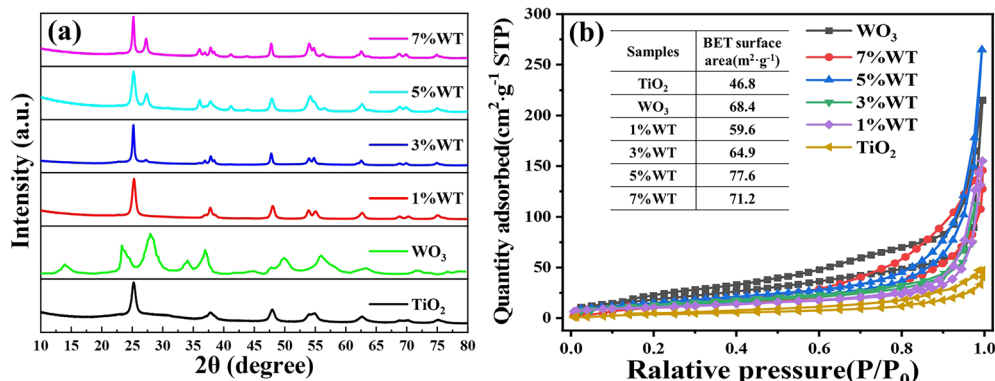 (a)
7%WT
5%WT
3%WT
1%WT
WO₃
TiO₂
Intensity (a.u.)
10 15 20 25 30 35 40 45 50 55 60 65 70 75 80
2θ (degree)
(b)
Samples BET surface area(m²·g⁻¹)
TiO₂ 46.8
WO₃ 68.4
1%WT 59.6
3%WT 64.9
5%WT 77.6
7%WT 71.2
WO₃
7%WT
5%WT
3%WT
1%WT
TiO₂
Quantity adsorbed(cm²·g⁻¹ STP)
300
250
200
150
100
50
0
0.0 0.2 0.4 0.6 0.8 1.0
Ralative pressure(P/P₀)